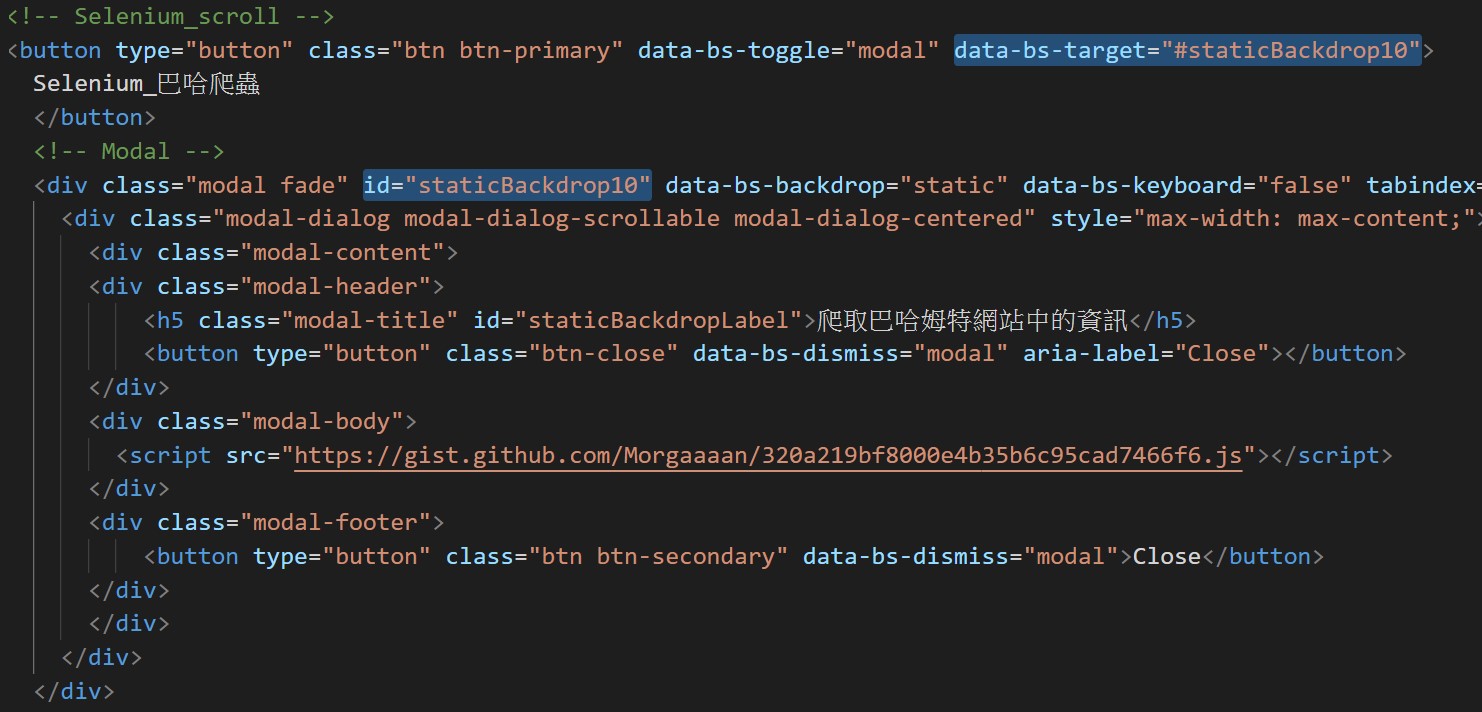 <!-- Selenium_scroll -->
<button type="button" class="btn btn-primary" data-bs-toggle="modal" data-bs-target="#staticBackdrop10">
Selenium_巴哈爬蟲
</button>
<!-- Modal -->
<div class="modal fade" id="staticBackdrop10" data-bs-backdrop="static" data-bs-keyboard="false" tabindex=
<div class="modal-dialog modal-dialog-scrollable modal-dialog-centered" style="max-width: max-content;">
<div class="modal-content">
<div class="modal-header">
<h5 class="modal-title" id="staticBackdropLabel">爬取巴哈姆特網站中的資訊</h5>
<button type="button" class="btn-close" data-bs-dismiss="modal" aria-label="Close"></button>
</div>
<div class="modal-body">
<script src="https://gist.github.com/Morgaaaan/320a219bf8000e4b35b6c95cad7466f6.js"></script>
</div>
<div class="modal-footer">
<button type="button" class="btn btn-secondary" data-bs-dismiss="modal">Close</button>
</div>
</div>
</div>
</div>